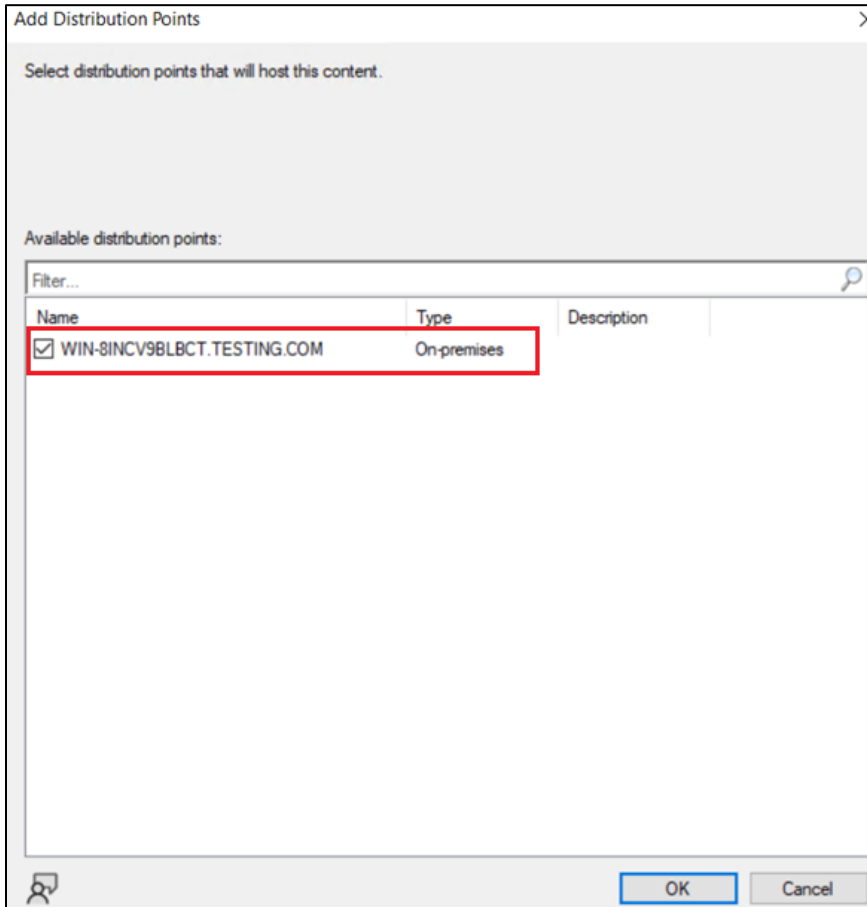 Add Distribution Points
Select distribution points that will host this content.
Available distribution points:
Filter...
Name Type Description
WIN-8INCV9BLBCT.TESTING.COM On-premises
OK Cancel